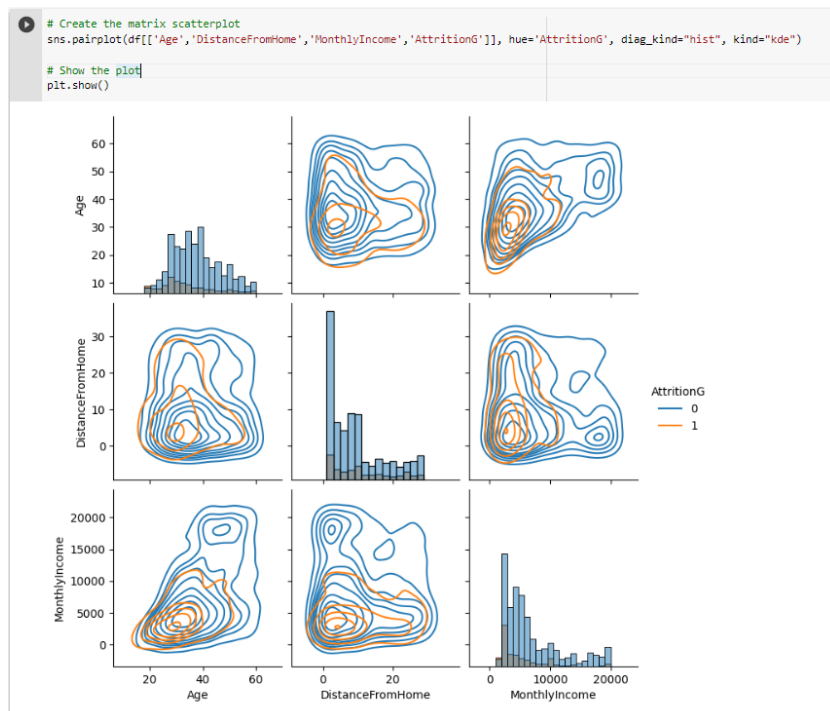 # Create the matrix scatterplot
sns.pairplot(df[['Age','DistanceFromHome','MonthlyIncome','AttritionG']], hue='AttritionG', diag_kind="hist", kind="kde")
# Show the plot
plt.show()
Age
60
50
40
30
20
10
DistanceFromHome
30
20
10
0
AttritionG
0
1
MonthlyIncome
20000
15000
10000
5000
0
20
40
60
Age
0
20
DistanceFromHome
0
10000
20000
MonthlyIncome